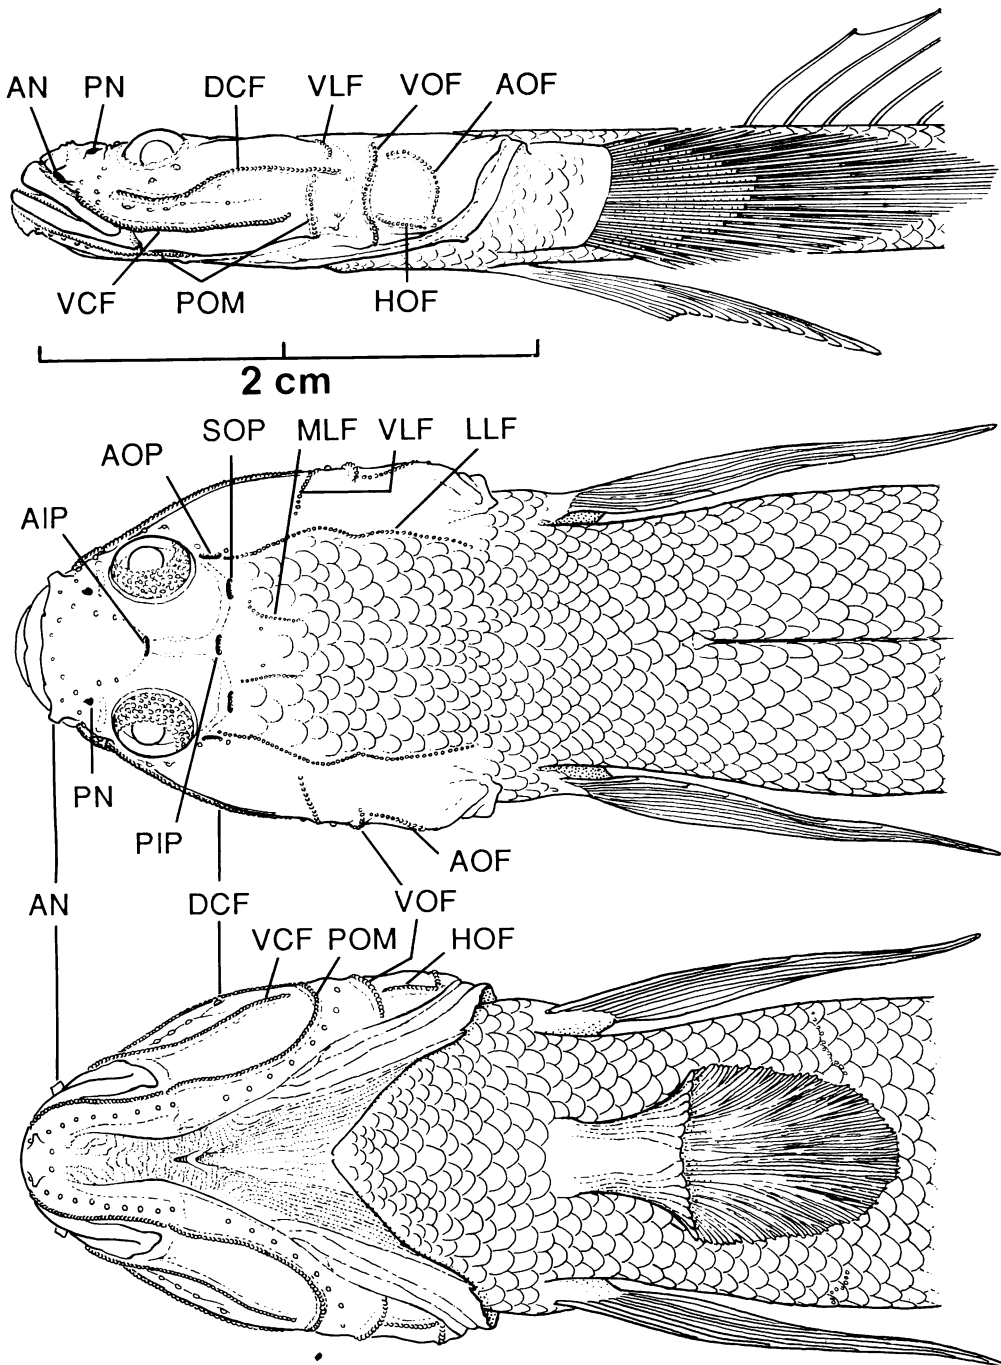 AN PN DCF VLF VOF AOF
VCF POM HOF
2 cm
SOP MLF VLF LLF
AOP
AIP
PN
PIP
AOF
AN DCF VOF
VCF POM HOF